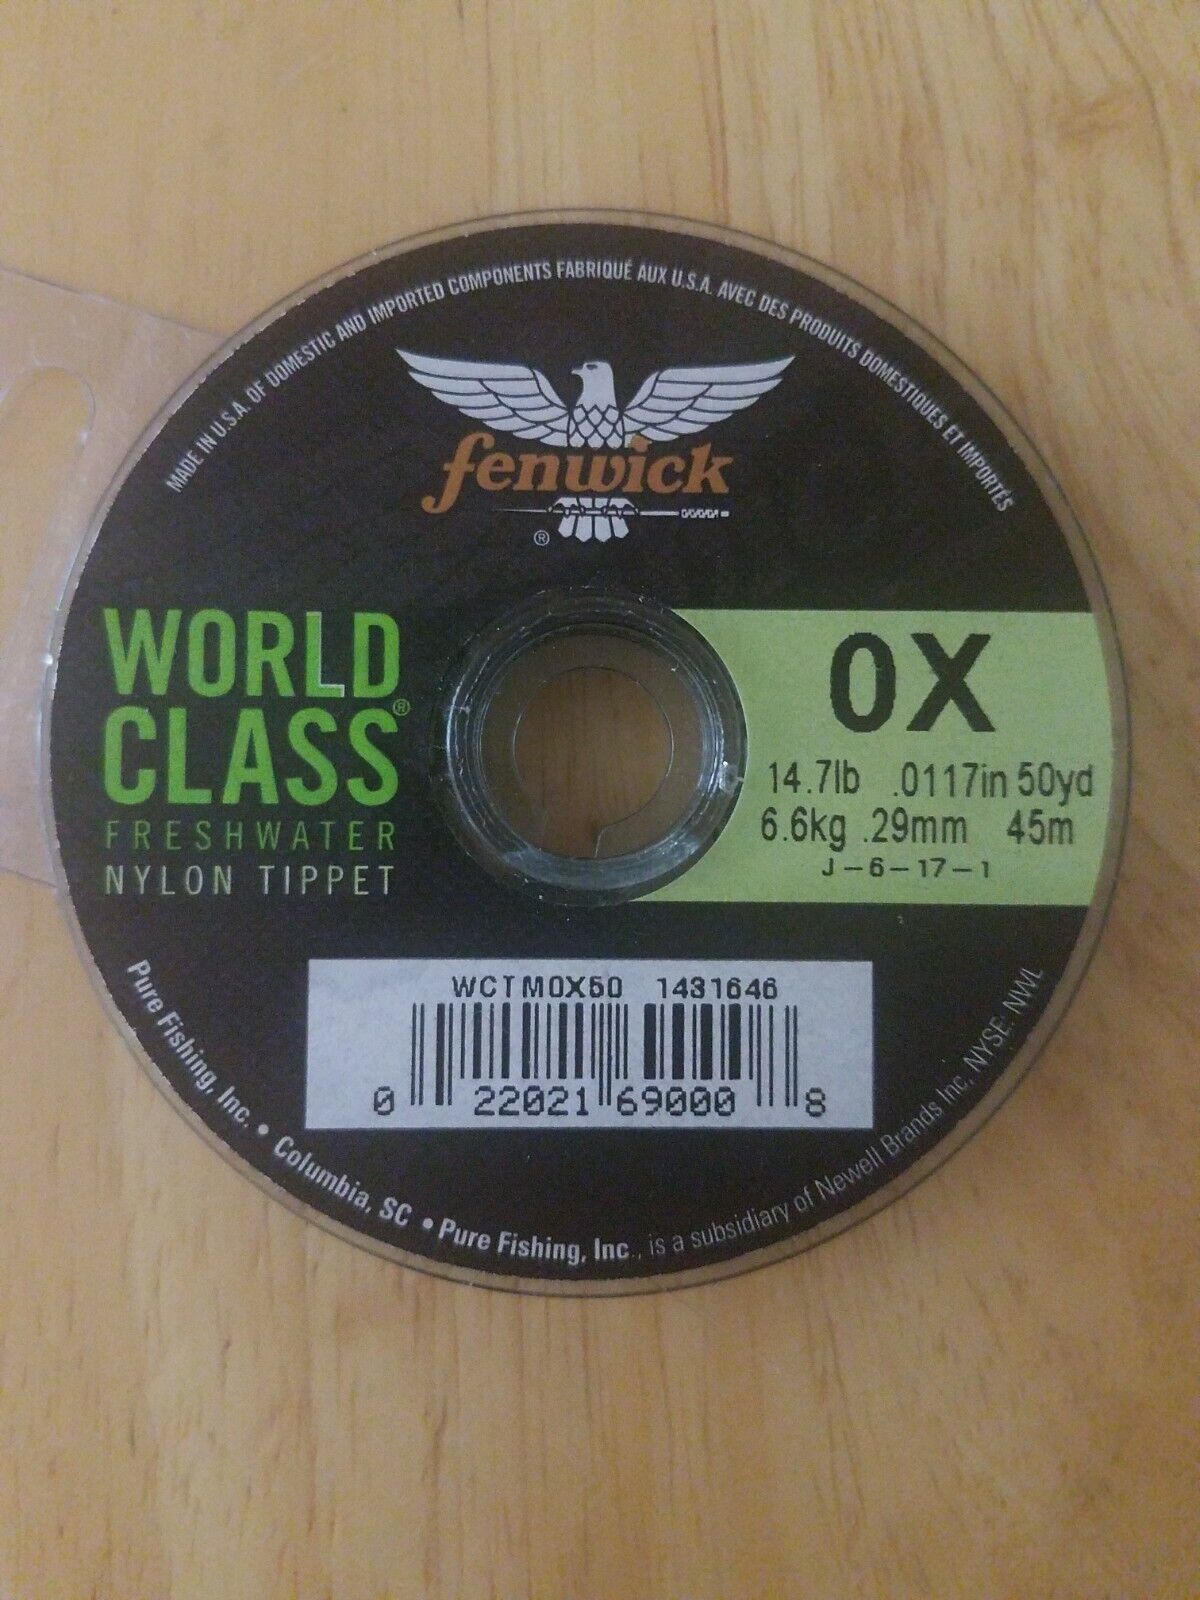 MADE IN U.S.A. OF DOMESTIC AND IMPORTED COMPONENTS FABRIQUÉ AUX U.S.A. AVEC DES PRODUITS DOMESTIQUES ET IMPORTÉS
fenwick
®
WORLD
CLASS®
FRESHWATER
NYLON TIPPET
0X
14.7lb .0117in 50yd
6.6kg .29mm 45m
J-6-17-1
WCTM0X50 1431646
0 22021 69000 8
Pure Fishing, Inc. • Columbia, SC • Pure Fishing, Inc., is a subsidiary of Newell Brands Inc, NYSE: NWL